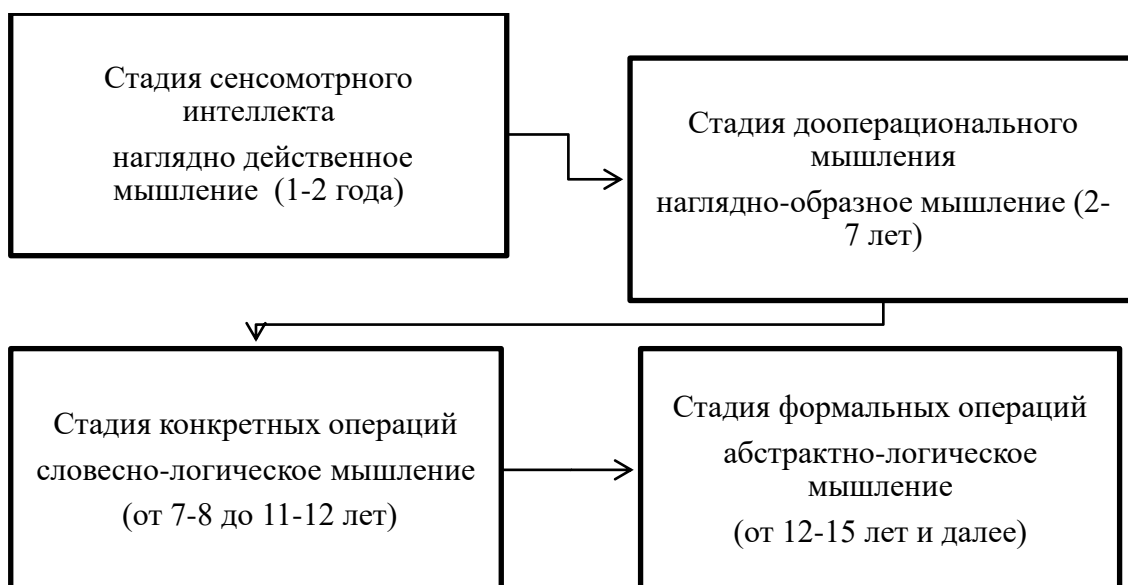 Стадия сенсомотрного
интеллекта
наглядно действенное
мышление (1-2 года)
Стадия дооперационального
мышления
наглядно-образное мышление (2-
7 лет)
Стадия конкретных операций
словесно-логическое мышление
(от 7-8 до 11-12 лет)
Стадия формальных операций
абстрактно-логическое
мышление
(от 12-15 лет и далее)